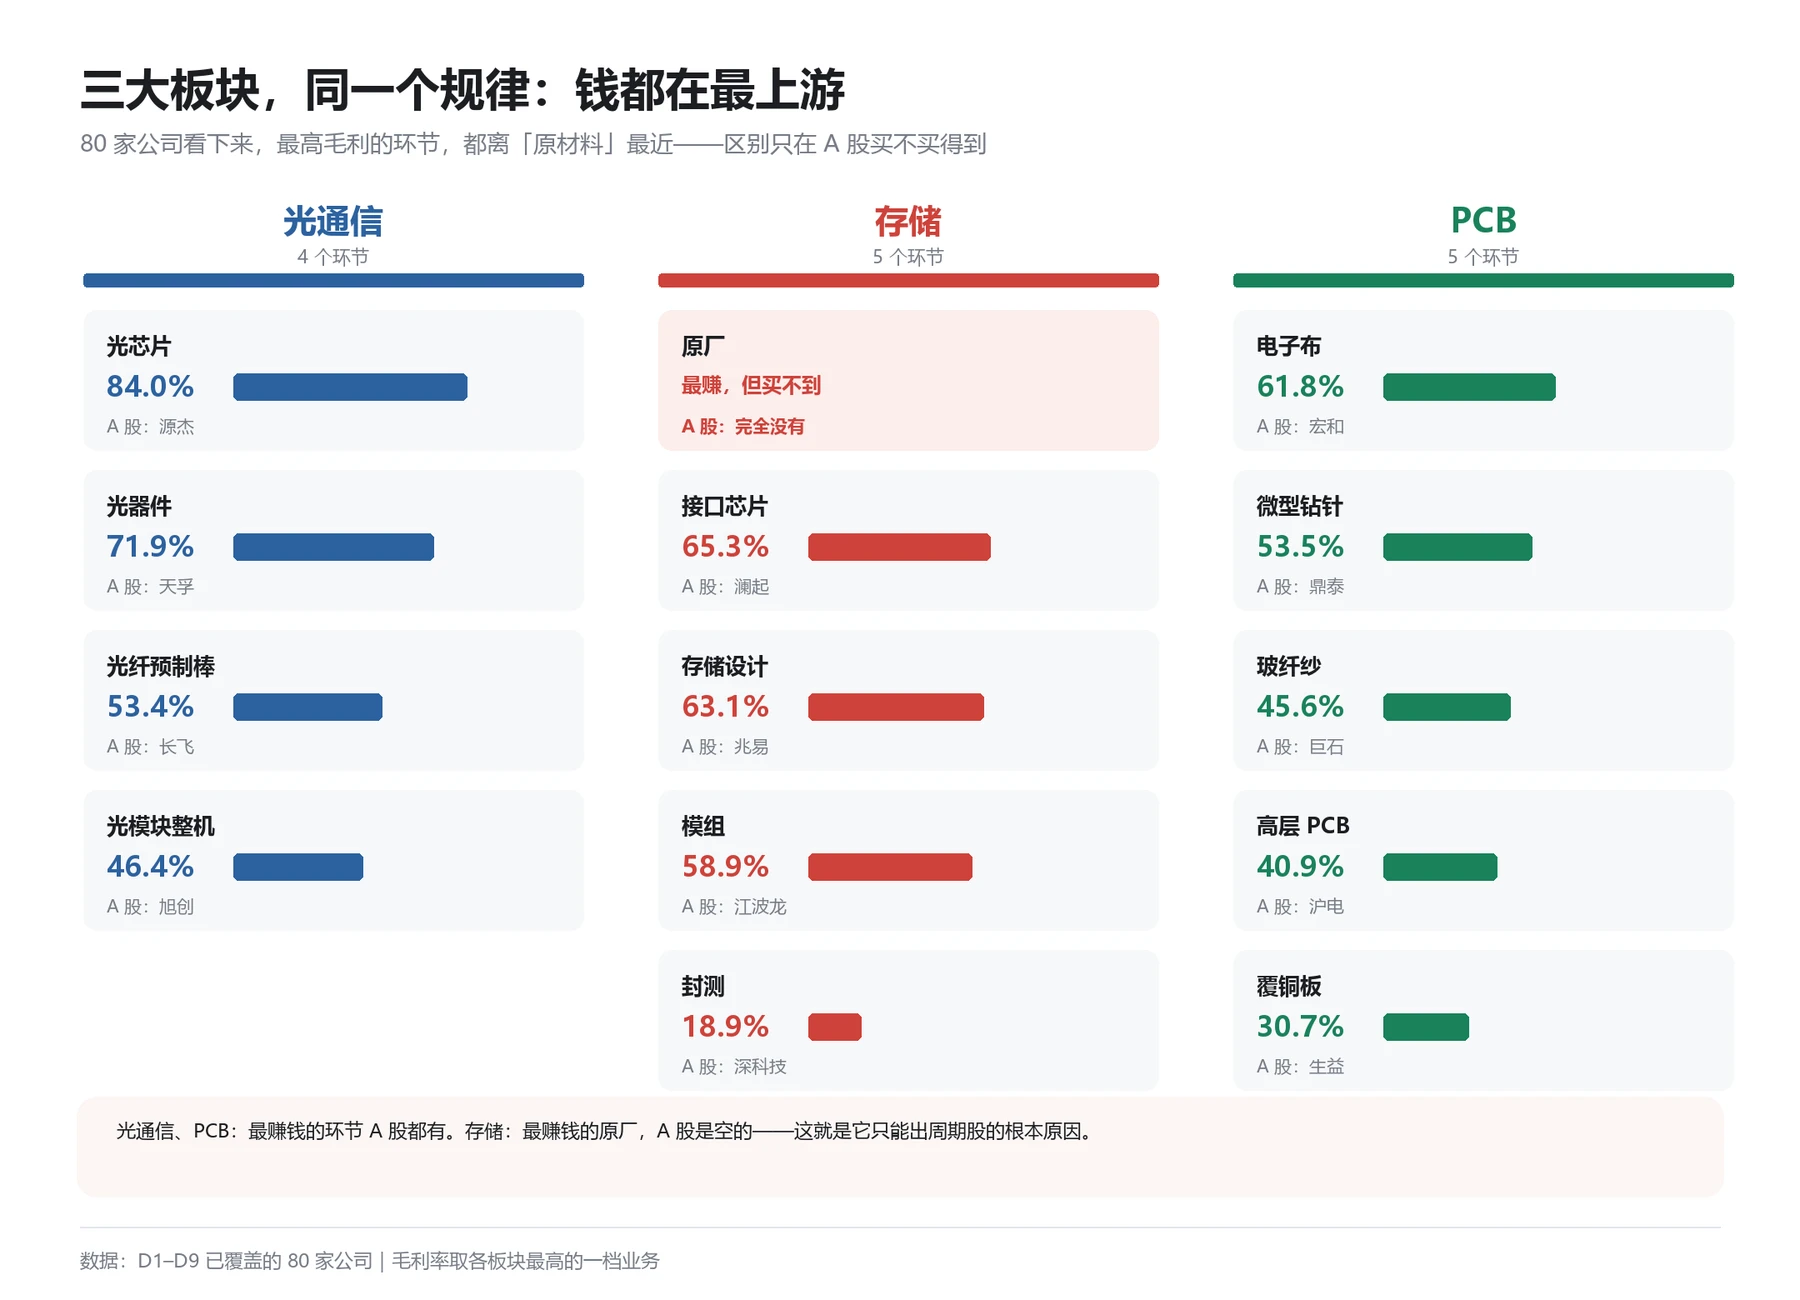 三大板块，同一个规律：钱都在最上游
80 家公司看下来，最高毛利的环节，都离「原材料」最近——区别只在 A 股买不买得到
光通信
4 个环节
光芯片
84.0%
A 股：源杰
光器件
71.9%
A 股：天孚
光纤预制棒
53.4%
A 股：长飞
光模块整机
46.4%
A 股：旭创
存储
5 个环节
原厂
最赚，但买不到
A 股：完全没有
接口芯片
65.3%
A 股：澜起
存储设计
63.1%
A 股：兆易
模组
58.9%
A 股：江波龙
封测
18.9%
A 股：深科技
PCB
5 个环节
电子布
61.8%
A 股：宏和
微型钻针
53.5%
A 股：鼎泰
玻纤纱
45.6%
A 股：巨石
高层 PCB
40.9%
A 股：沪电
覆铜板
30.7%
A 股：生益
光通信、PCB：最赚钱的环节 A 股都有。存储：最赚钱的原厂，A 股是空的——这就是它只能出周期股的根本原因。
数据：D1–D9 已覆盖的 80 家公司｜毛利率取各板块最高的一档业务